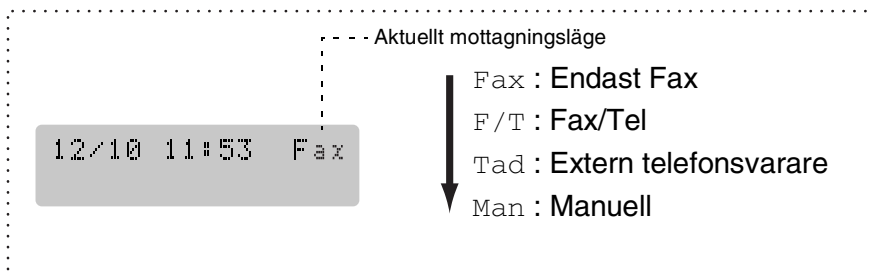 Aktuellt mottagningsläge
12/10 11:53 Fax
Fax : Endast Fax
F/T : Fax/Tel
Tad : Extern telefonsvarare
Man : Manuell